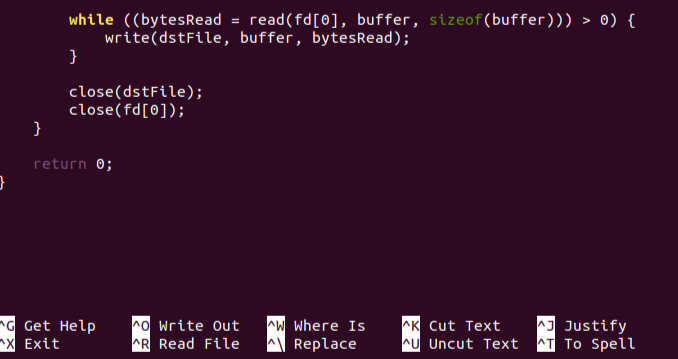 while ((bytesRead = read(fd[0], buffer, sizeof(buffer))) > 0) {
            write(dstFile, buffer, bytesRead);
        }

        close(dstFile);
        close(fd[0]);
    }

    return 0;
}
^G Get Help    ^O Write Out   ^W Where Is    ^K Cut Text    ^J Justify
^X Exit        ^R Read File   ^\ Replace     ^U Uncut Text  ^T To Spell